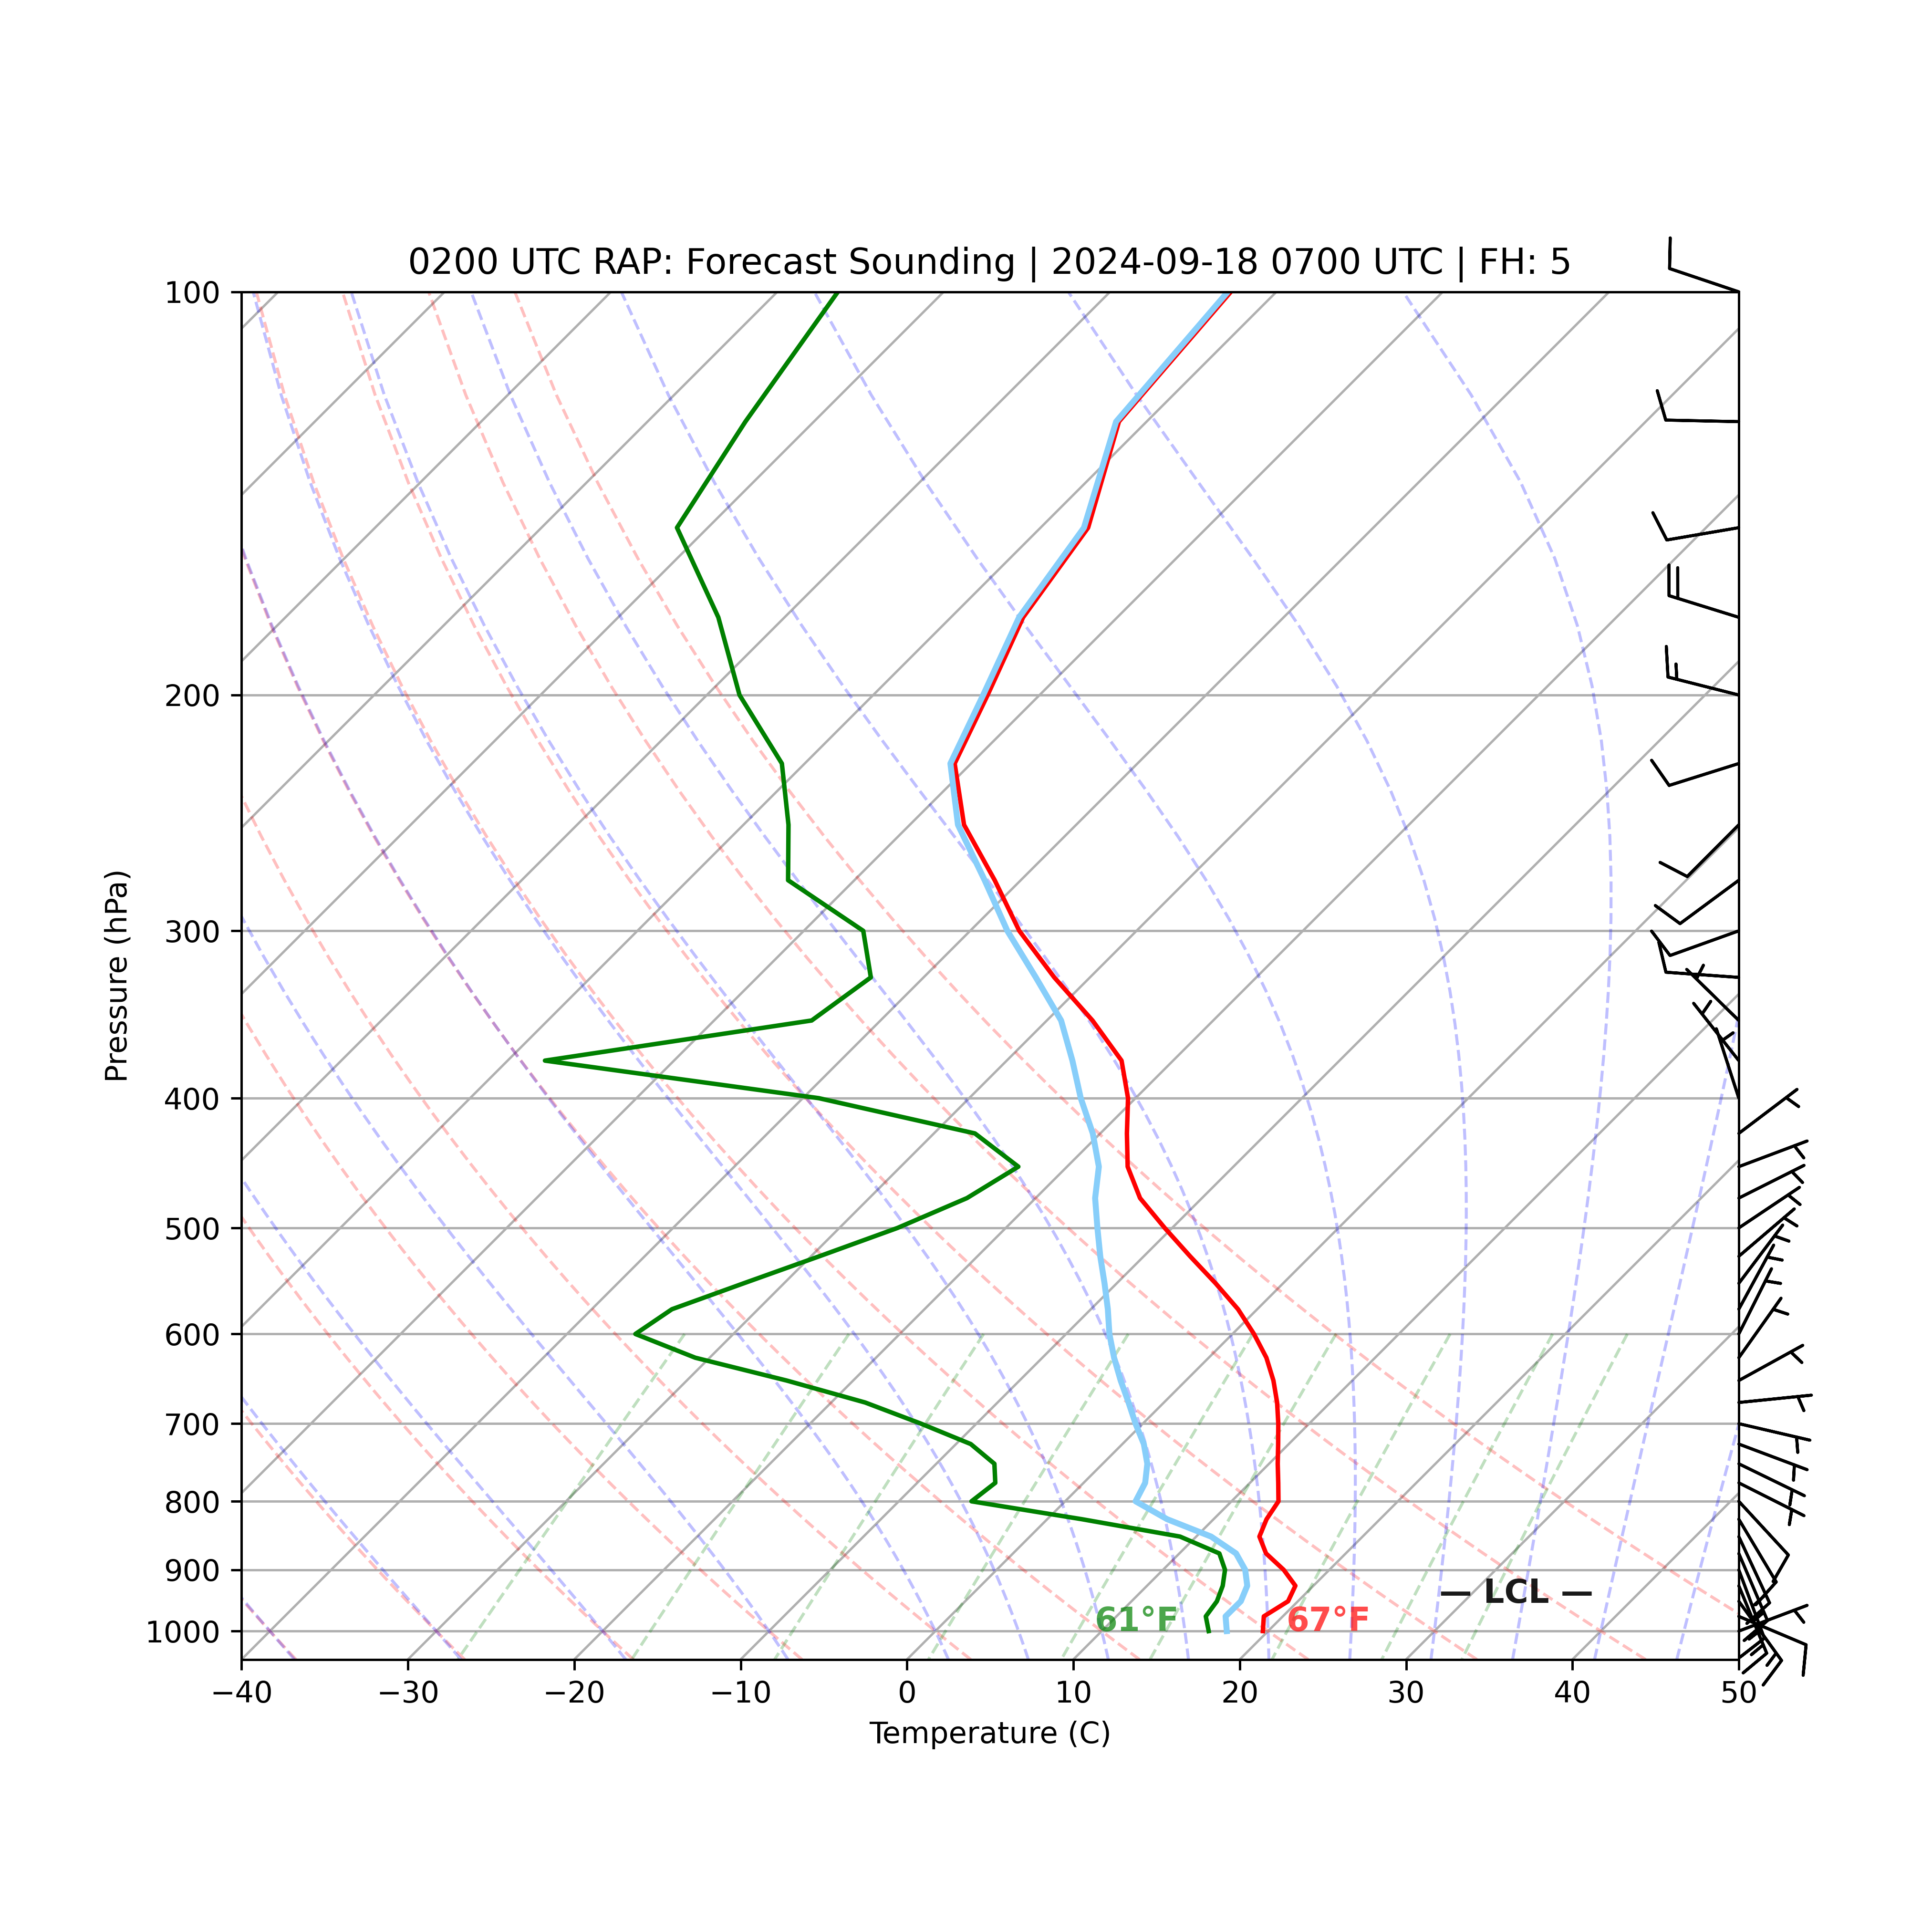 0200 UTC RAP: Forecast Sounding | 2024-09-18 0700 UTC | FH: 5
100
200
300
400
500
600
700
800
900
1000
Pressure (hPa)
— LCL —
61°F
67°F
−40 −30 −20 −10 0 10 20 30 40 50
Temperature (C)